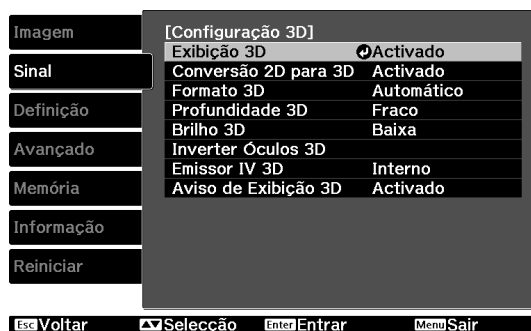 Imagem
Sinal
Definição
Avançado
Memória
Informação
Reiniciar
[Configuração 3D]
Exibição 3D Activado
Conversão 2D para 3D Activado
Formato 3D Automático
Profundidade 3D Fraco
Brilho 3D Baixa
Inverter Óculos 3D
Emissor IV 3D Interno
Aviso de Exibição 3D Activado
Esc Voltar Selecção Enter Entrar Menu Sair